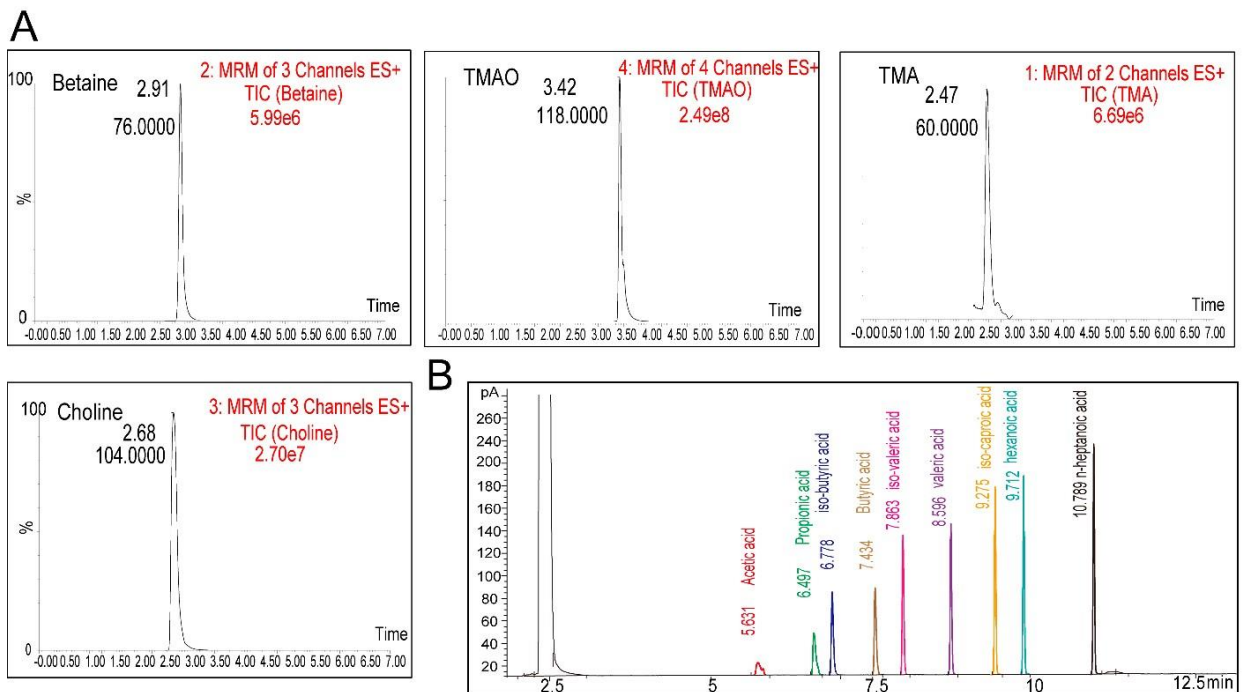 A
Betaine
2.91
76.0000
2: MRM of 3 Channels ES+
TIC (Betaine)
5.99e6
100
%
0
Time
-0.00 0.50 1.00 1.50 2.00 2.50 3.00 3.50 4.00 4.50 5.00 5.50 6.00 6.50 7.00
TMAO
3.42
118.0000
4: MRM of 4 Channels ES+
TIC (TMAO)
2.49e8
Time
-0.00 0.50 1.00 1.50 2.00 2.50 3.00 3.50 4.00 4.50 5.00 5.50 6.00 6.50 7.00
TMA
2.47
60.0000
1: MRM of 2 Channels ES+
TIC (TMA)
6.69e6
Time
-0.00 0.50 1.00 1.50 2.00 2.50 3.00 3.50 4.00 4.50 5.00 5.50 6.00 6.50 7.00
Choline
2.68
104.0000
3: MRM of 3 Channels ES+
TIC (Choline)
2.70e7
100
%
0
Time
-0.00 0.50 1.00 1.50 2.00 2.50 3.00 3.50 4.00 4.50 5.00 5.50 6.00 6.50 7.00
B
pA
260
240
220
200
180
160
140
120
100
80
60
40
20
5.631 Acetic acid
6.497 Propionic acid
6.778 iso-butyric acid
7.434 Butyric acid
7.863 iso-valeric acid
8.596 valeric acid
9.275 iso-caproic acid
9.712 hexanoic acid
10.789 n-heptanoic acid
2.5 5 7.5 10 12.5 min